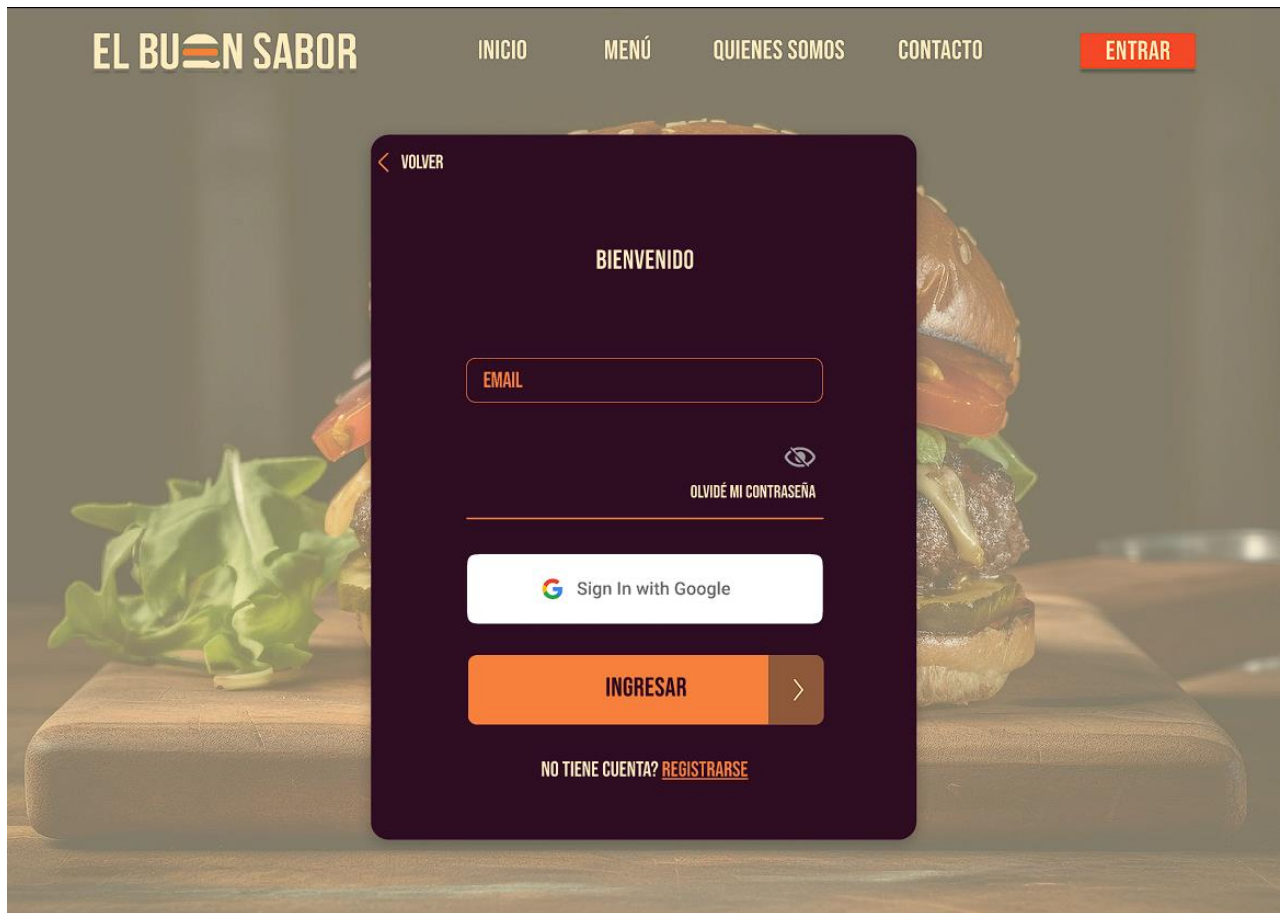 EL BUEN SABOR
INICIO MENÚ QUIENES SOMOS CONTACTO ENTRAR
VOLVER
BIENVENIDO
EMAIL
OLVIDÉ MI CONTRASEÑA
Sign In with Google
INGRESAR
NO TIENE CUENTA? REGISTRARSE